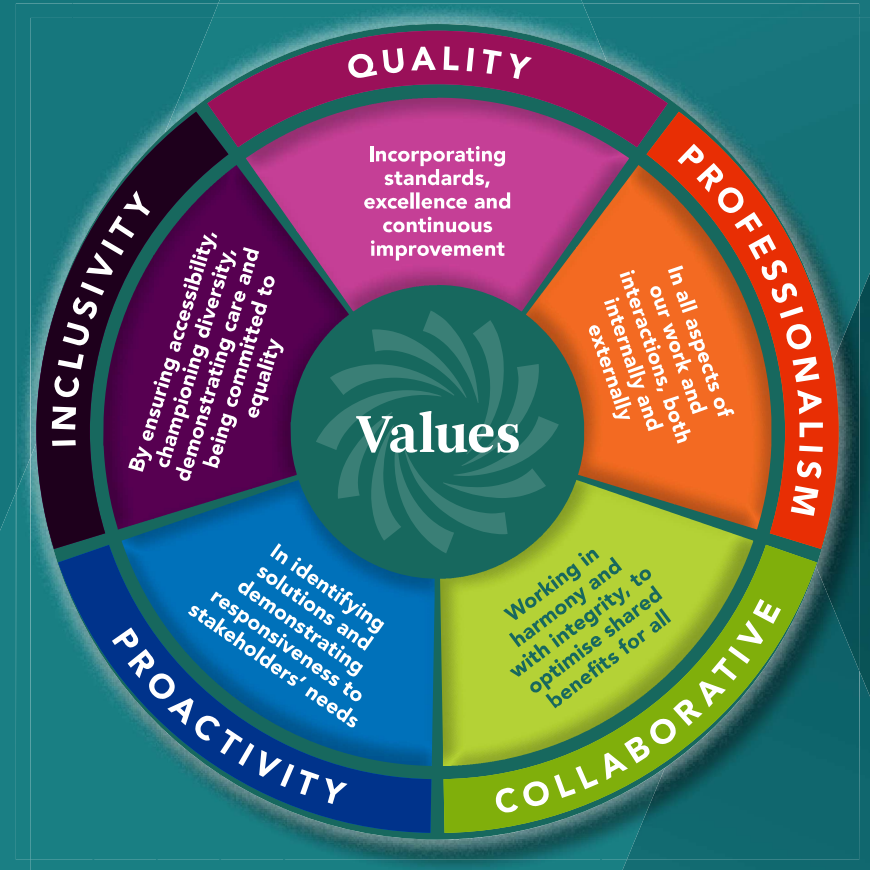 QUALITY
Incorporating
standards,
excellence and
continuous
improvement
PROFESSIONALISM
In all aspects of
our work and
interactions, both
internally and
externally
COLLABORATIVE
Working in
harmony and
with integrity, to
optimise shared
benefits for all
PROACTIVITY
In identifying
solutions and
demonstrating
responsiveness to
stakeholders' needs
INCLUSIVITY
By ensuring accessibility,
championing diversity,
demonstrating care and
being committed to
equality
Values